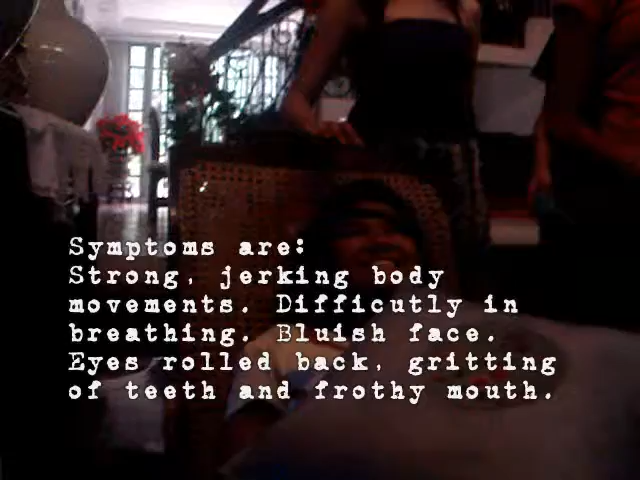 Symptoms are:
Strong, jerking body
movements. Difficutly in
breathing. Bluish face.
Eyes rolled back, gritting
of teeth and frothy mouth.